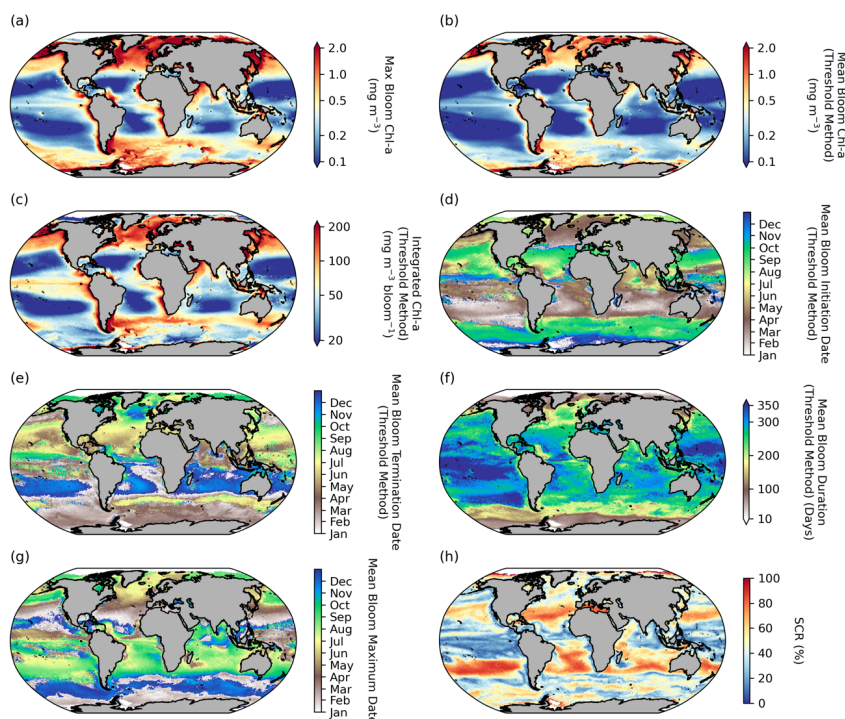 (a)
2.0
1.0
0.5
0.2
0.1
Max Bloom Chl-a
(mg m⁻³)
(b)
2.0
1.0
0.5
0.2
0.1
Mean Bloom Chl-a
(Threshold Method)
(mg m⁻³)
(c)
200
100
50
20
Integrated Chl-a
(Threshold Method)
(mg m⁻³ bloom⁻¹)
(d)
Dec
Nov
Oct
Sep
Aug
Jul
Jun
May
Apr
Mar
Feb
Jan
Mean Bloom Initiation Date
(Threshold Method)
(e)
Dec
Nov
Oct
Sep
Aug
Jul
Jun
May
Apr
Mar
Feb
Jan
Mean Bloom Termination Date
(Threshold Method)
(f)
350
300
200
100
10
Mean Bloom Duration
(Threshold Method) (Days)
(g)
Dec
Nov
Oct
Sep
Aug
Jul
Jun
May
Apr
Mar
Feb
Jan
Mean Bloom Maximum Date
(h)
100
80
60
40
20
0
SCR (%)